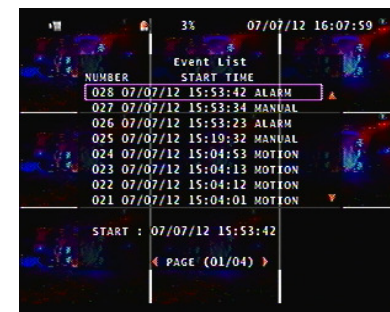 3% 07/07/12 16:07:59
Event List
NUMBER START TIME
028 07/07/12 15:53:42 ALARM
027 07/07/12 15:53:34 MANUAL
026 07/07/12 15:53:23 ALARM
025 07/07/12 15:19:32 MANUAL
024 07/07/12 15:04:53 MOTION
023 07/07/12 15:04:13 MOTION
022 07/07/12 15:04:12 MOTION
021 07/07/12 15:04:01 MOTION
START : 07/07/12 15:53:42
PAGE (01/04)